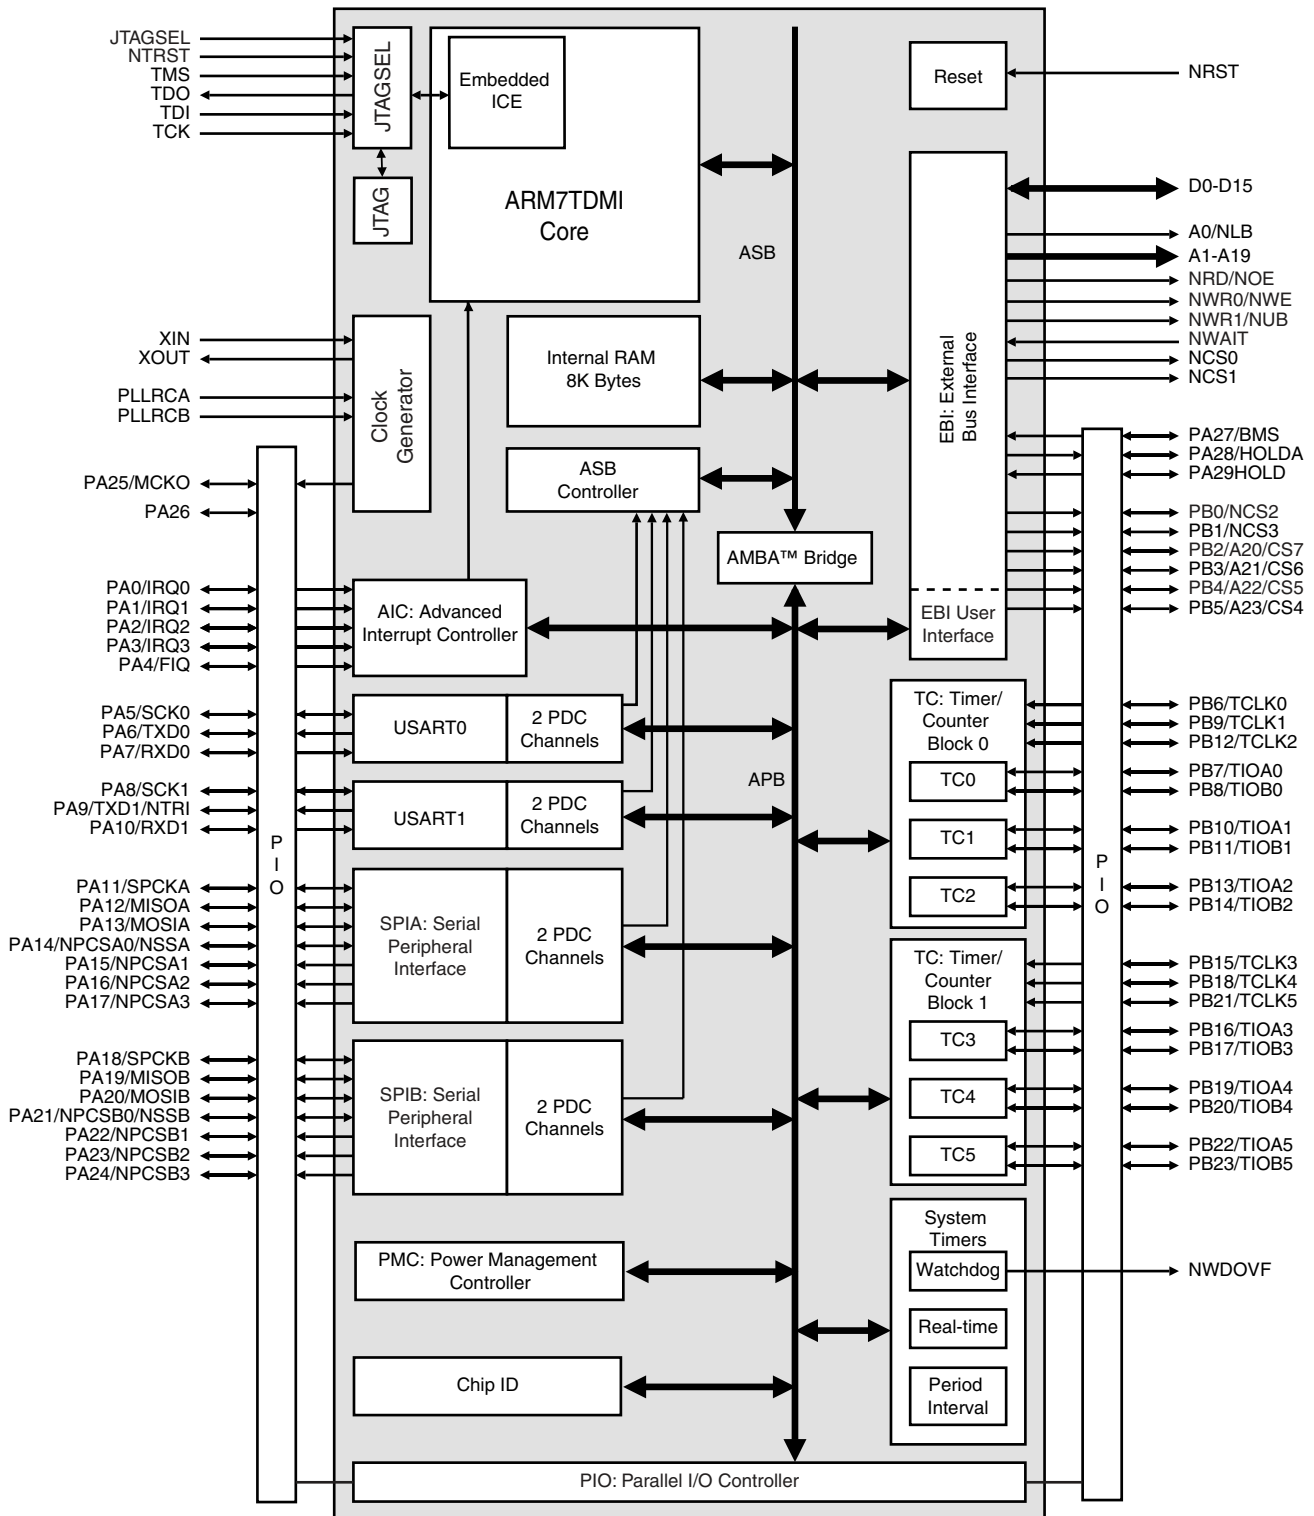 JTAGSEL
NTRST
TMS
TDO
TDI
TCK
JTAGSEL
JTAG
Embedded
ICE
ARM7TDMI
Core
ASB
Reset
NRST
D0-D15
A0/NLB
A1-A19
NRD/NOE
NWR0/NWE
NWR1/NUB
NWAIT
NCS0
NCS1
EBI: External
Bus Interface
XIN
XOUT
PLLRCA
PLLRCB
Clock
Generator
Internal RAM
8K Bytes
ASB
Controller
AMBA™ Bridge
PA25/MCKO
PA26
PA27/BMS
PA28/HOLDA
PA29HOLD
PB0/NCS2
PB1/NCS3
PB2/A20/CS7
PB3/A21/CS6
PB4/A22/CS5
PB5/A23/CS4
EBI User
Interface
PA0/IRQ0
PA1/IRQ1
PA2/IRQ2
PA3/IRQ3
PA4/FIQ
AIC: Advanced
Interrupt Controller
PA5/SCK0
PA6/TXD0
PA7/RXD0
USART0
2 PDC
Channels
PA8/SCK1
PA9/TXD1/NTRI
PA10/RXD1
USART1
2 PDC
Channels
APB
P
I
O
PA11/SPCKA
PA12/MISOA
PA13/MOSIA
PA14/NPCSA0/NSSA
PA15/NPCSA1
PA16/NPCSA2
PA17/NPCSA3
SPIA: Serial
Peripheral
Interface
2 PDC
Channels
PA18/SPCKB
PA19/MISOB
PA20/MOSIB
PA21/NPCSB0/NSSB
PA22/NPCSB1
PA23/NPCSB2
PA24/NPCSB3
SPIB: Serial
Peripheral
Interface
2 PDC
Channels
TC: Timer/
Counter
Block 0
TC0
TC1
TC2
PB6/TCLK0
PB9/TCLK1
PB12/TCLK2
PB7/TIOA0
PB8/TIOB0
PB10/TIOA1
PB11/TIOB1
PB13/TIOA2
PB14/TIOB2
P
I
O
TC: Timer/
Counter
Block 1
TC3
TC4
TC5
PB15/TCLK3
PB18/TCLK4
PB21/TCLK5
PB16/TIOA3
PB17/TIOB3
PB19/TIOA4
PB20/TIOB4
PB22/TIOA5
PB23/TIOB5
PMC: Power Management
Controller
Chip ID
System
Timers
Watchdog
Real-time
Period
Interval
NWDOVF
PIO: Parallel I/O Controller